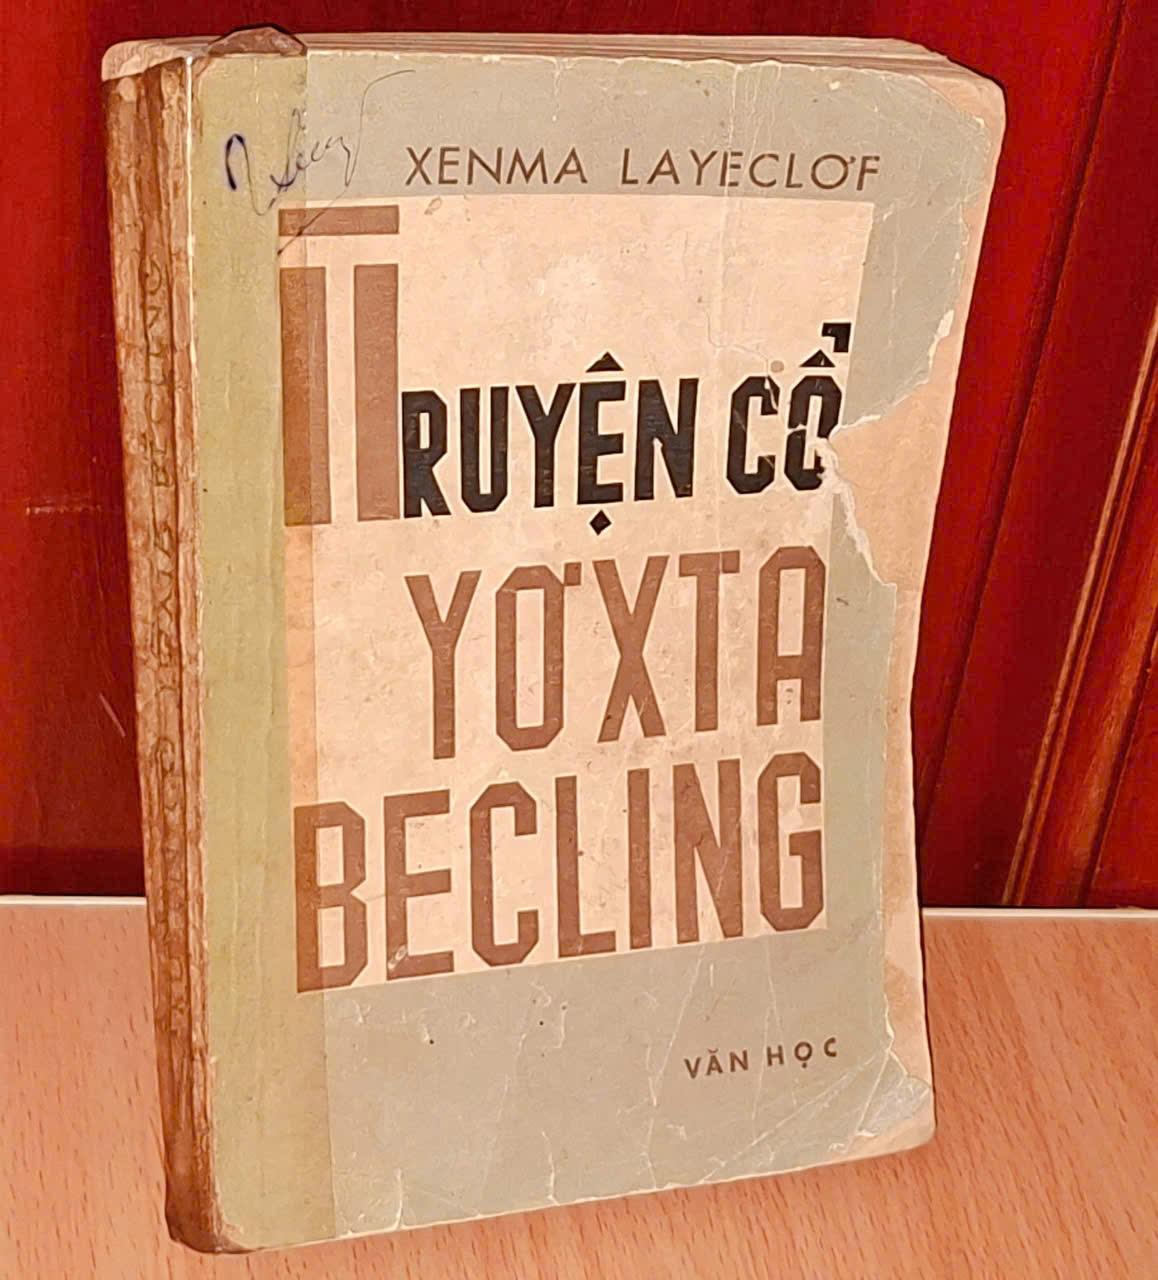 XENMA LAYECLƠF
TRUYỆN CỔ
YƠXTA
BECLING
VĂN HỌC